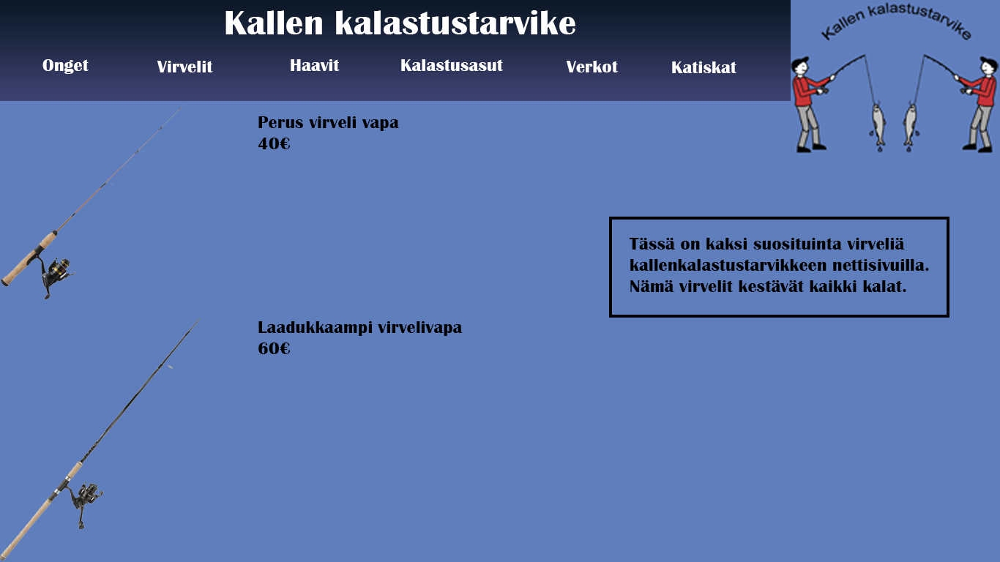 Kallen kalastustarvike
Kallen kalastustarvike
Onget Virvelit Haavit Kalastusasut Verkot Katiskat
Perus virveli vapa
40€
Tässä on kaksi suosituinta virveliä
kallenkalastustarvikkeen nettisivuilla.
Nämä virvelit kestävät kaikki kalat.
Laadukkaampi virvelivapa
60€